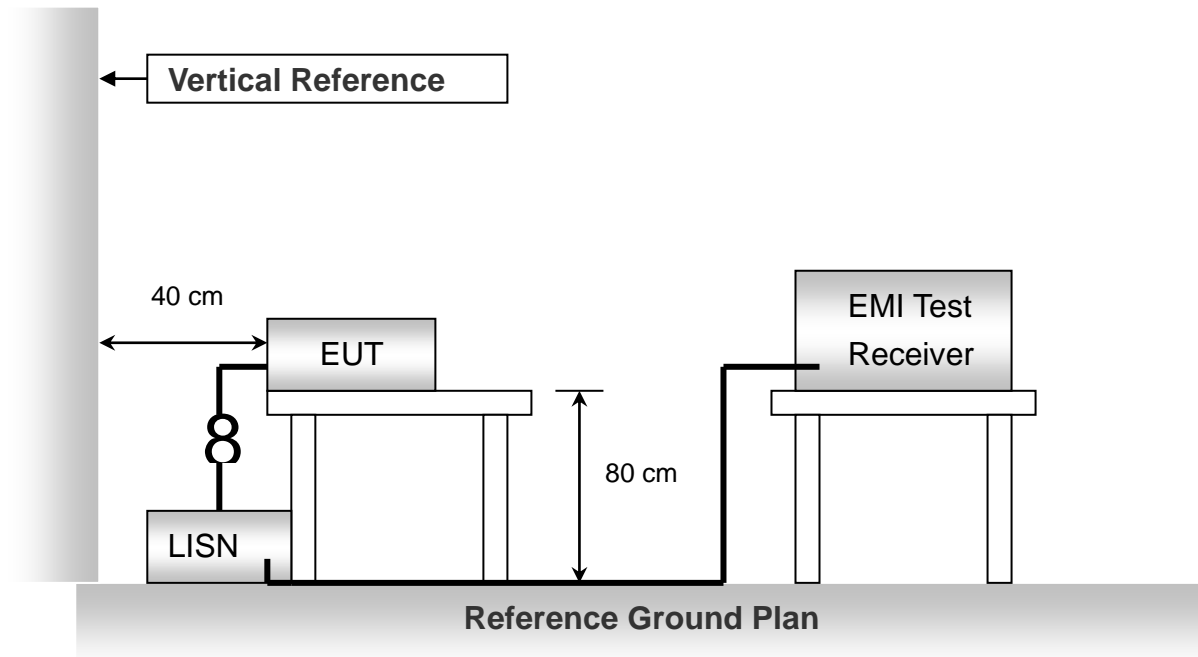 Vertical Reference
40 cm
EUT
EMI Test
Receiver
8
80 cm
LISN
Reference Ground Plan